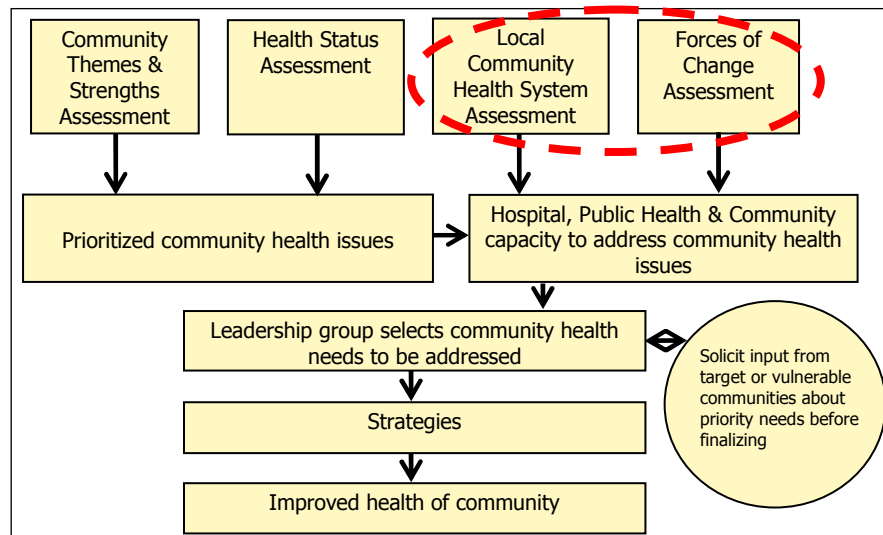 Community
Themes &
Strengths
Assessment
Health Status
Assessment
Local
Community
Health System
Assessment
Forces of
Change
Assessment
Prioritized community health issues
Hospital, Public Health & Community
capacity to address community health
issues
Leadership group selects community health
needs to be addressed
Solicit input from
target or vulnerable
communities about
priority needs before
finalizing
Strategies
Improved health of community